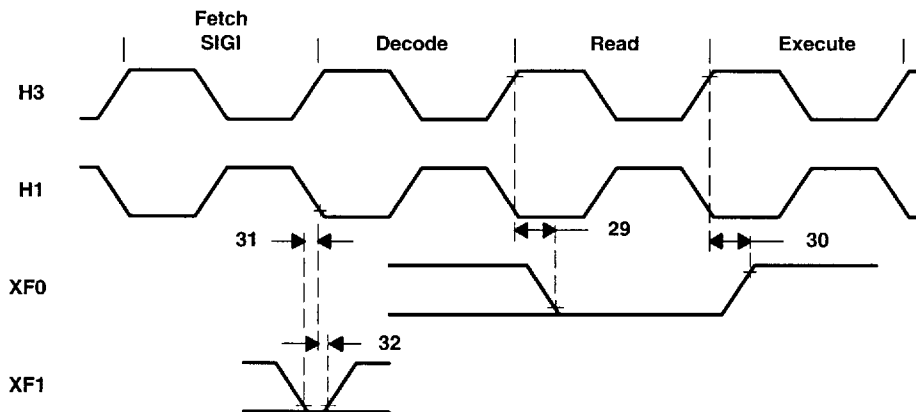 Fetch
SIGI
Decode
Read
Execute
H3
H1
31
29
30
XF0
32
XF1